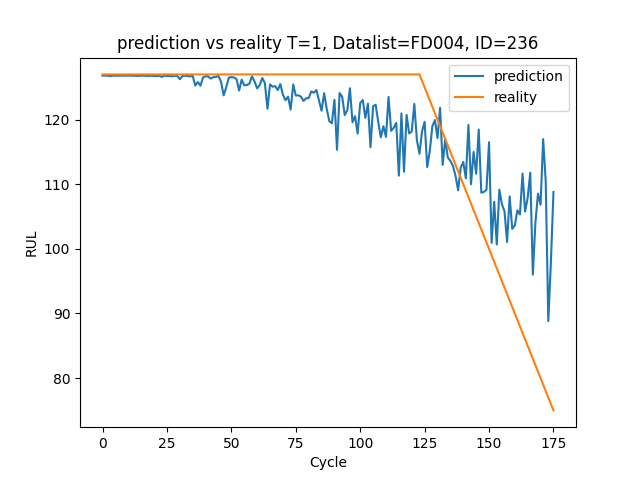 prediction vs reality T=1, Datalist=FD004, ID=236
prediction
reality
120
110
100
90
80
RUL
0 25 50 75 100 125 150 175
Cycle